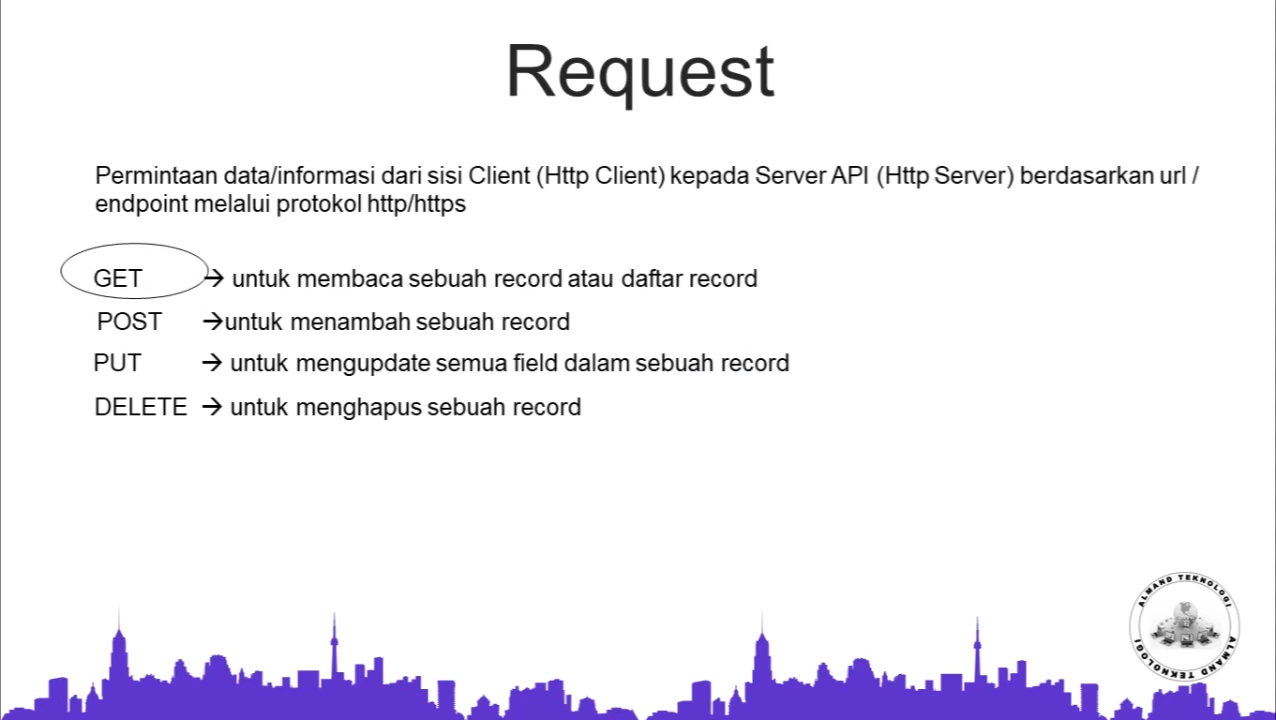 Request
Permintaan data/informasi dari sisi Client (Http Client) kepada Server API (Http Server) berdasarkan url /
endpoint melalui protokol http/https
GET → untuk membaca sebuah record atau daftar record
POST →untuk menambah sebuah record
PUT → untuk mengupdate semua field dalam sebuah record
DELETE → untuk menghapus sebuah record
ALMAND TEKNOLOGI
ALMAND TEKNOLOGI